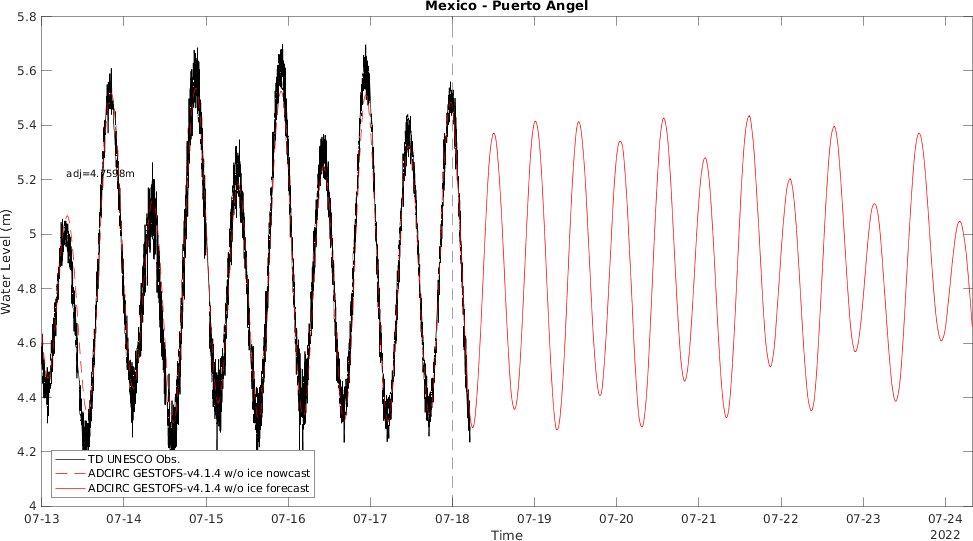 Mexico - Puerto Angel
Water Level (m)
5.8
5.6
5.4
5.2
5
4.8
4.6
4.4
4.2
4
adj=4.7598m
TD UNESCO Obs.
ADCIRC GESTOFS-v4.1.4 w/o ice nowcast
ADCIRC GESTOFS-v4.1.4 w/o ice forecast
07-13 07-14 07-15 07-16 07-17 07-18 07-19 07-20 07-21 07-22 07-23 07-24
2022
Time